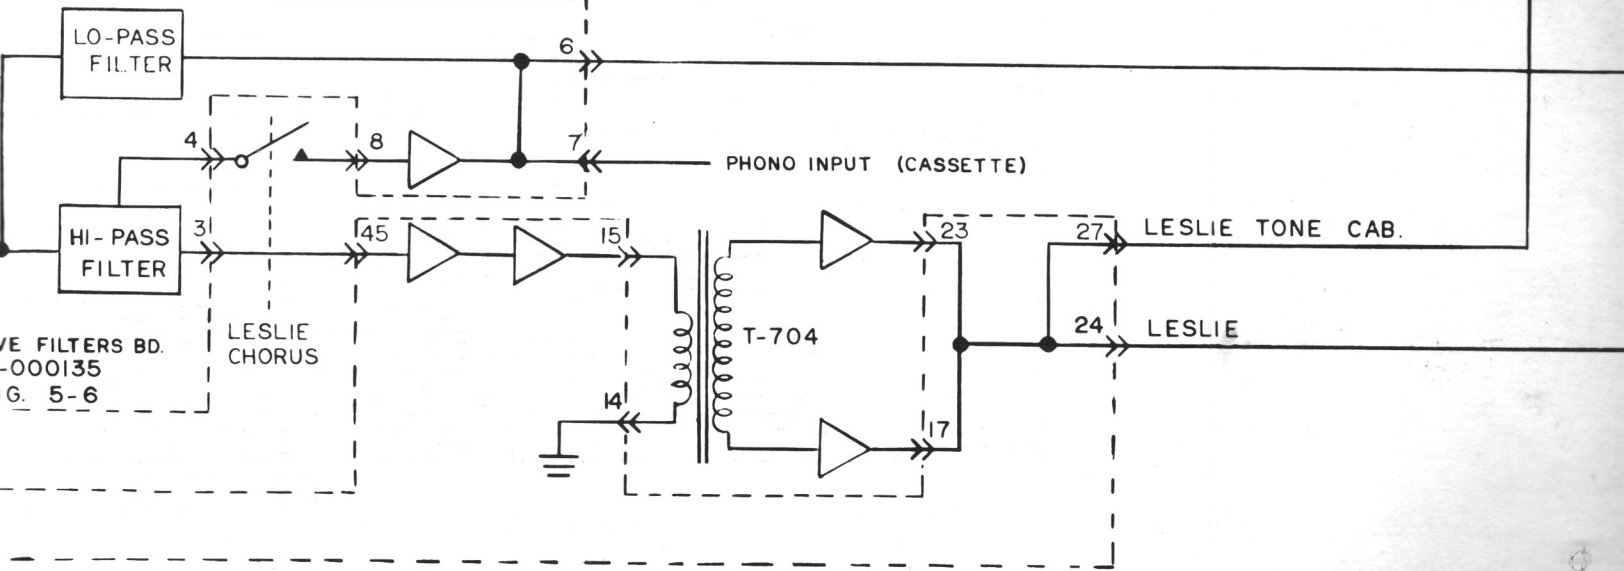 LO-PASS
FILTER
6
4
8
7
PHONO INPUT (CASSETTE)
HI-PASS
FILTER
3
45
15
23
27
LESLIE TONE CAB.
T-704
24
LESLIE
LESLIE
CHORUS
VE FILTERS BD.
-000135
G. 5-6
14
17